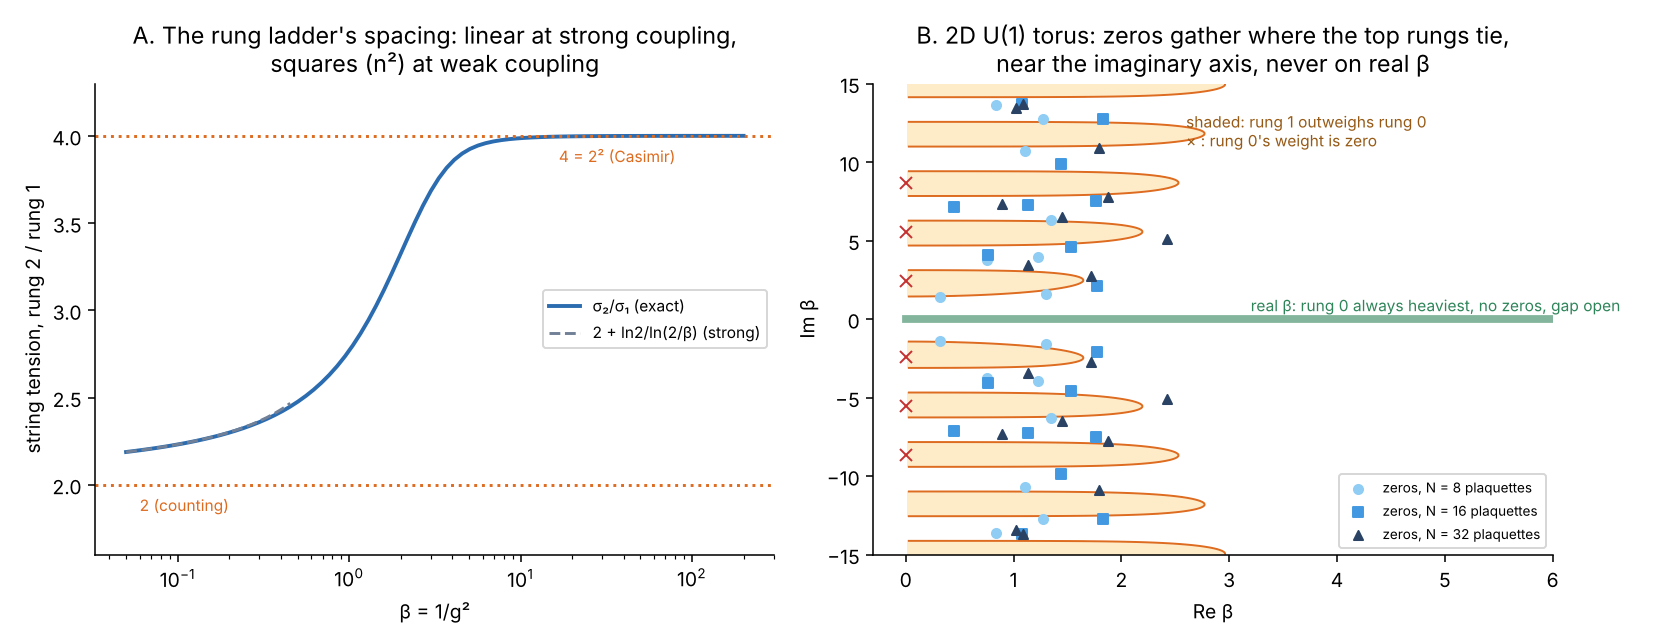 A. The rung ladder's spacing: linear at strong coupling,
squares (n²) at weak coupling
string tension, rung 2 / rung 1
4.0
3.5
3.0
2.5
2.0
4 = 2² (Casimir)
σ₂/σ₁ (exact)
2 + ln2/ln(2/β) (strong)
2 (counting)
10⁻¹
10⁰
10¹
10²
β = 1/g²
B. 2D U(1) torus: zeros gather where the top rungs tie,
near the imaginary axis, never on real β
Im β
15
10
5
0
−5
−10
−15
shaded: rung 1 outweighs rung 0
× : rung 0's weight is zero
real β: rung 0 always heaviest, no zeros, gap open
zeros, N = 8 plaquettes
zeros, N = 16 plaquettes
zeros, N = 32 plaquettes
0
1
2
3
4
5
6
Re β